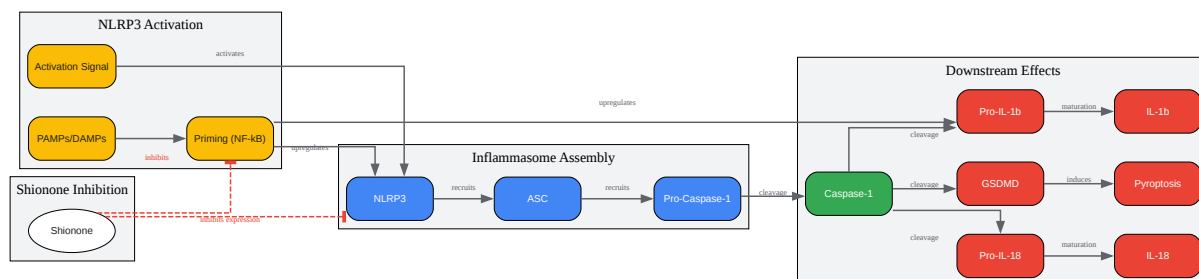 NLRP3 Activation
Activation Signal
activates
PAMPs/DAMPs
Priming (NF-kB)
inhibits
upregulates
upregulates
Shionone Inhibition
Shionone
inhibits expression
Inflammasome Assembly
NLRP3
recruits
ASC
recruits
Pro-Caspase-1
cleavage
Downstream Effects
Caspase-1
cleavage
Pro-IL-1b
maturation
IL-1b
cleavage
GSDMD
induces
Pyroptosis
cleavage
Pro-IL-18
maturation
IL-18